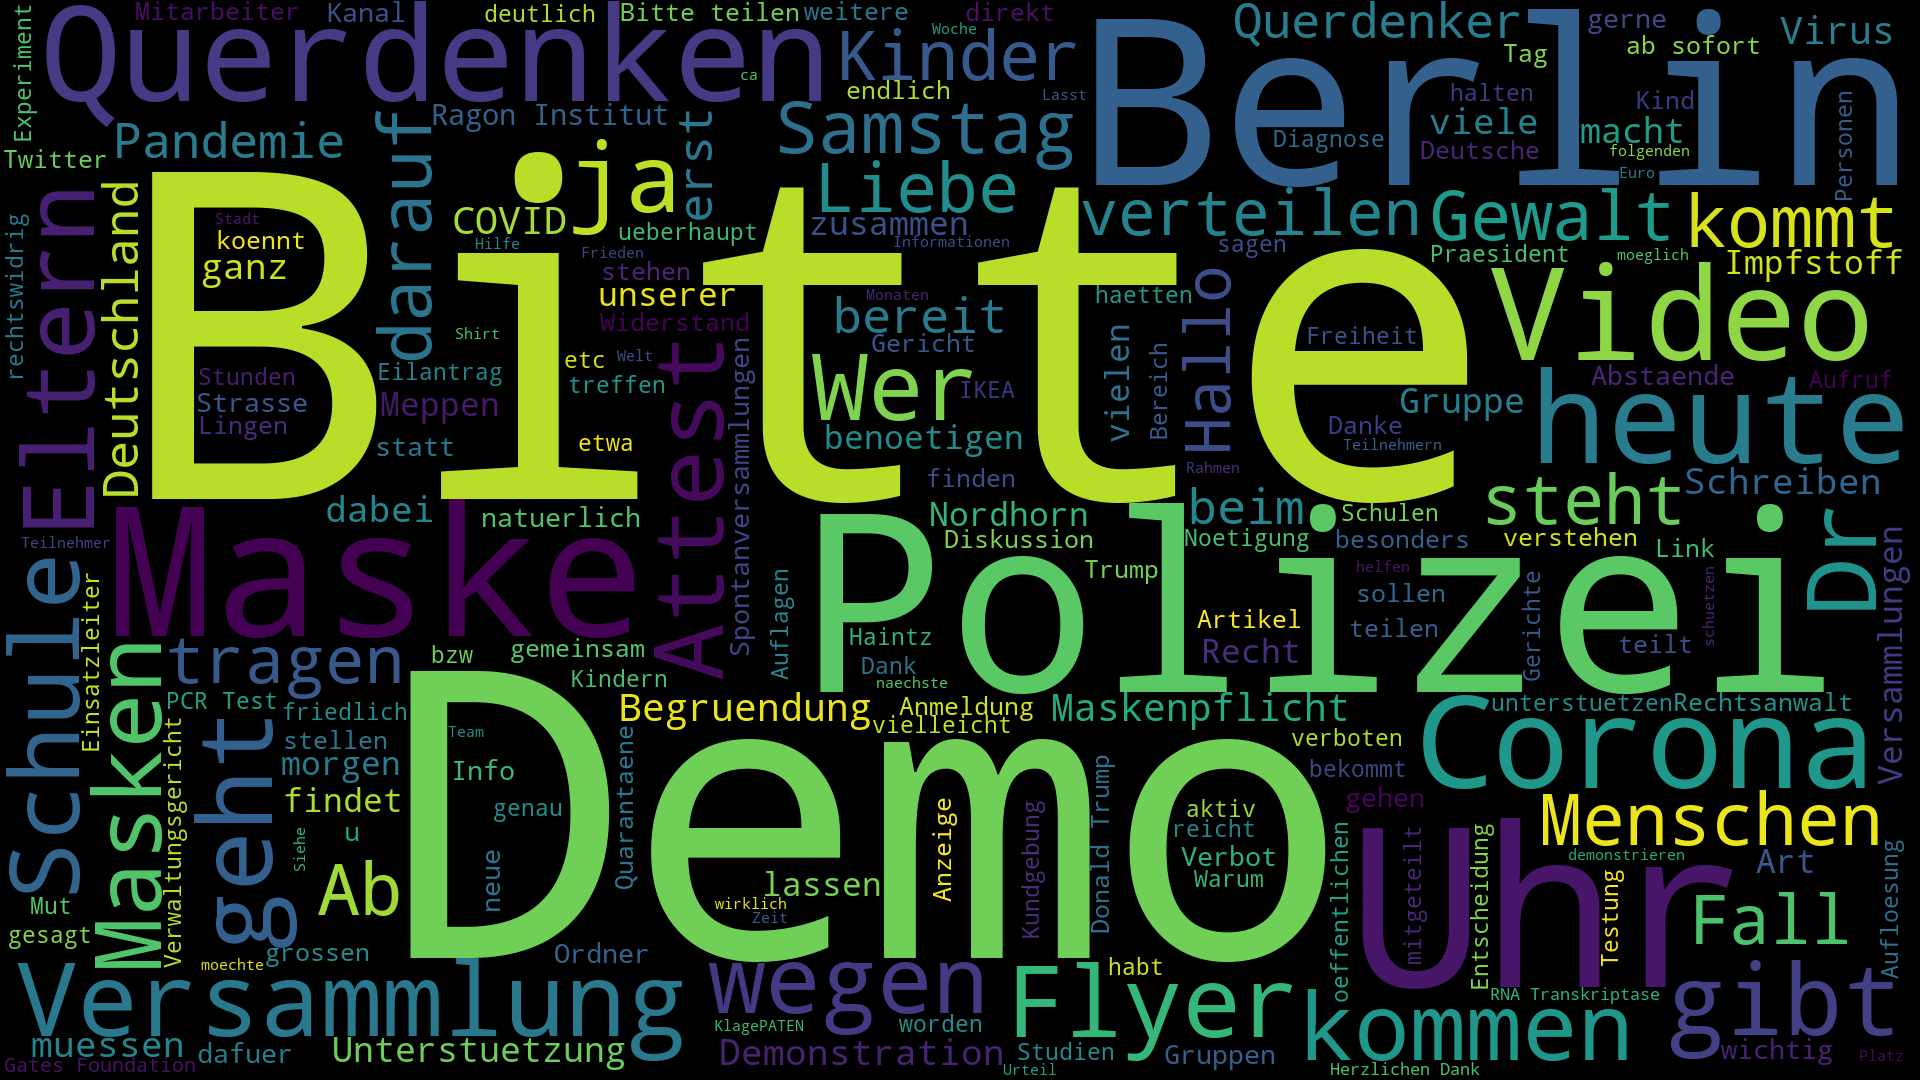 Querdenken
Mitarbeiter
Kanal
deutlich
Bitte teilen
weitere
direkt
Woche
Querdenker
gerne
Tag
ab sofort
Virus
Experiment
Kinder
ca
endlich
Lasst
Berlin
halten
Kind
Personen
Pandemie
darauf
Ragon Institut
erst
Samstag
Diagnose
viele
Deutsche
macht
folgenden
Euro
Twitter
oja
Liebe
verteilen
Gewalt
kommt
rechtswidrig
Eltern
Deutschland
Stadt
koennt
ganz
COVID
Hilfe
ueberhaupt
zusammen
Informationen
sagen
Praesident
moeglich
Impfstoff
Bitte
Frieden
stehen
unserer
Widerstand
Monaten
bereit
Gericht
haetten
Hallo
Freiheit
Video
Shirt
etc
Welt
treffen
Eilantrag
Stunden
Strasse
Lingen
Meppen
statt
etwa
Attest
Spontanversammlungen
Wer
IKEA
vielen
Bereich
benoetigen
finden
Rahmen
Gruppe
Danke
Teilnehmern
Abstaende
Aufruf
heute
dabei
natuerlich
Nordhorn
Diskussion
beim
Noetigung
Schulen
besonders
steht
verstehen
Schreiben
Link
Teilnehmer
Schule
Einsatzleiter
Maske
Auflagen
Polizei
Trump
helfen
sollen
teilen
Artikel
Recht
Gerichte
teilt
schuetzen
Dr
Versammlungen
Haintz
Dank
naechste
Masken
tragen
bzw
gemeinsam
Kindern
PCR Test
friedlich
stellen
morgen
findet
Verwaltungsgericht
geht
Begruendung
Anmeldung
vielleicht
Maskenpflicht
verboten
bekommt
unterstuetzen
Rechtsanwalt
Corona
Team
Info
genau
Quarantaene
Demo
Donald Trump
aktiv
reicht
Verbot
Warum
gehen
Menschen
demonstrieren
Art
u
Siehe
neue
Ab
lassen
wirklich
Zeit
Anzeige
Kundgebung
oeffentlichen
mitgeteilt
Uhr
Entscheidung
Testung
Fall
Aufloesung
Mut
gesagt
moechte
grossen
Ordner
Versammlung
wegen
Flyer
habt
kommen
RNA Transkriptase
gibt
muessen
dafuer
Unterstuetzung
KlagePATEN
worden
Demonstration
Studien
Gruppen
wichtig
Platz
Gates Foundation
Urteil
Herzlichen Dank